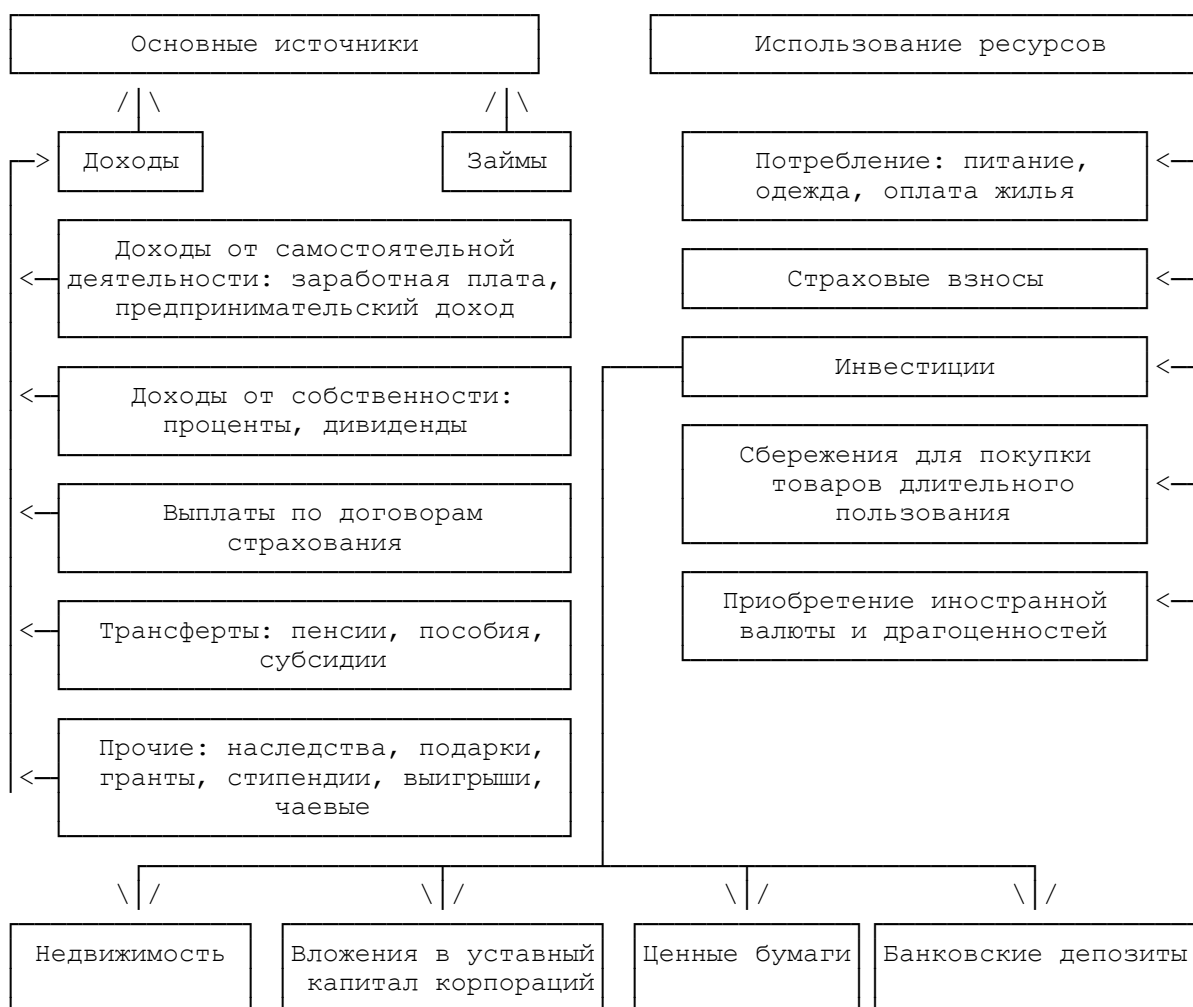 Основные источники
Использование ресурсов
Доходы
Займы
Потребление: питание,
одежда, оплата жилья
Доходы от самостоятельной
деятельности: заработная плата,
предпринимательский доход
Страховые взносы
Инвестиции
Доходы от собственности:
проценты, дивиденды
Сбережения для покупки
товаров длительного
пользования
Выплаты по договорам
страхования
Приобретение иностранной
валюты и драгоценностей
Трансферты: пенсии, пособия,
субсидии
Прочие: наследства, подарки,
гранты, стипендии, выигрыши,
чаевые
Недвижимость
Вложения в уставный
капитал корпораций
Ценные бумаги
Банковские депозиты